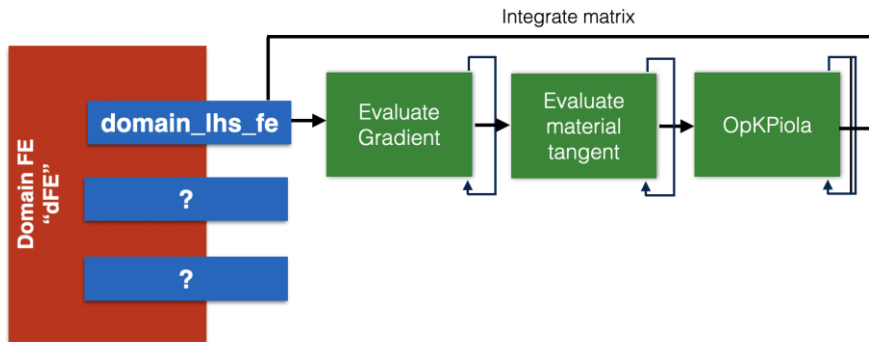 Integrate matrix
Domain FE
“dFE”
domain_lhs_fe
?
?
Evaluate
Gradient
Evaluate
material
tangent
OpKPiola